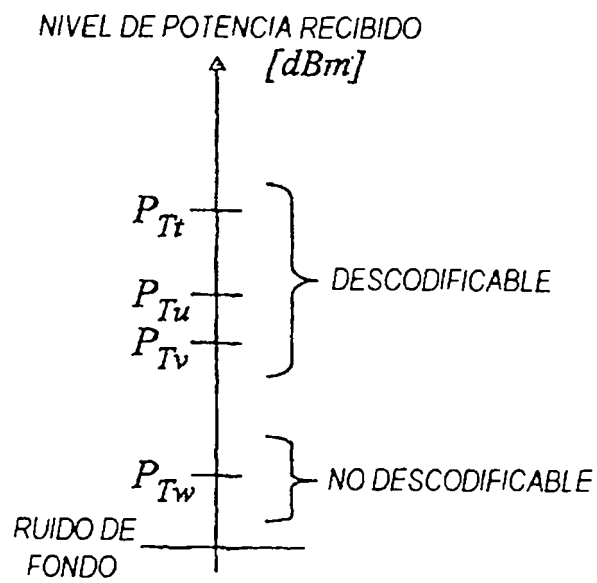 NIVEL DE POTENCIA RECIBIDO
[dBm]
P_Tt
P_Tu
DESCODIFICABLE
P_Tv
P_Tw
NO DESCODIFICABLE
RUIDO DE
FONDO